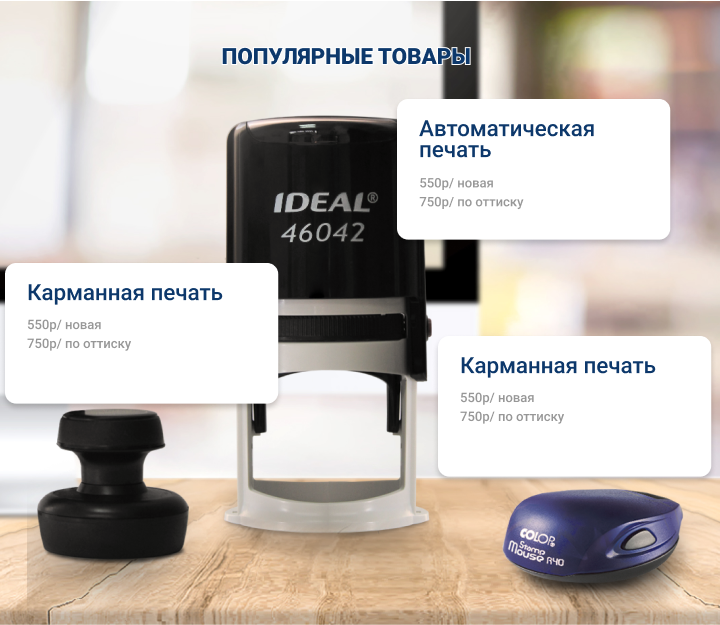 ПОПУЛЯРНЫЕ ТОВАРЫ
Автоматическая
печать
550р/ новая
750р/ по оттиску
IDEAL®
46042
Карманная печать
550р/ новая
750р/ по оттиску
Карманная печать
550р/ новая
750р/ по оттиску
COLOP
Stamp
Mouse R40